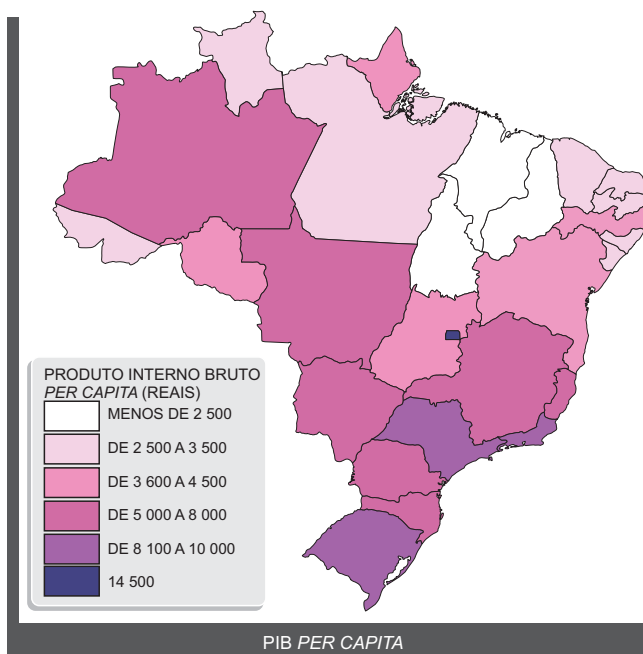 PRODUTO INTERNO BRUTO
PER CAPITA (REAIS)
MENOS DE 2 500
DE 2 500 A 3 500
DE 3 600 A 4 500
DE 5 000 A 8 000
DE 8 100 A 10 000
14 500
PIB PER CAPITA